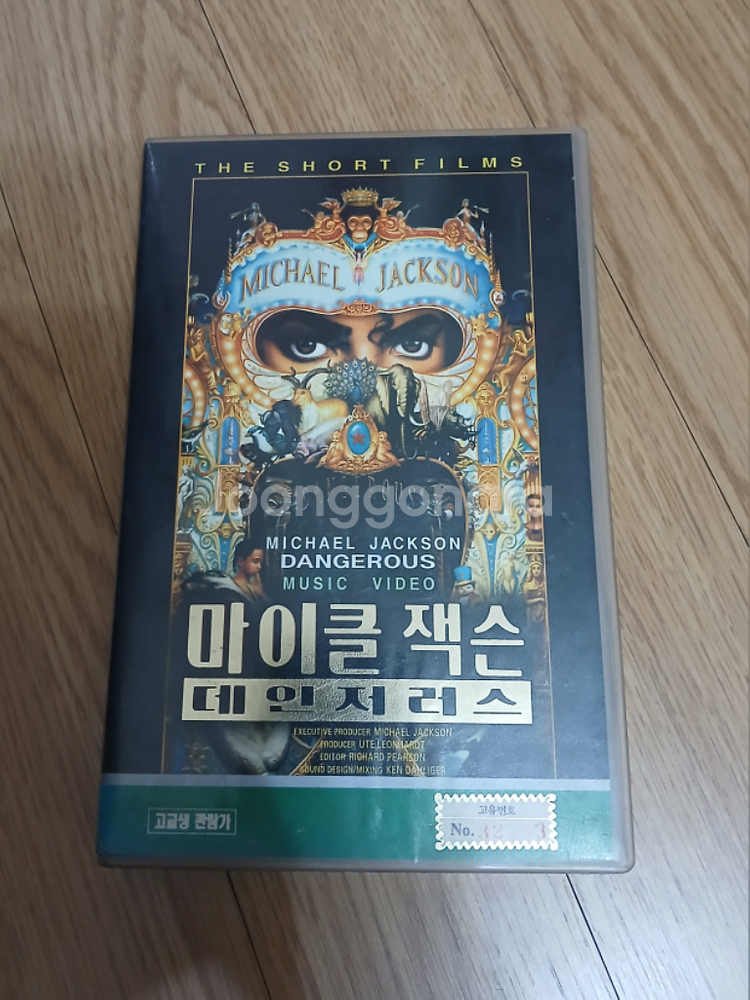 THE SHORT FILMS
MICHAEL JACKSON
MICHAEL JACKSON
DANGEROUS
MUSIC VIDEO
마이클 잭슨
데인저러스
EXECUTIVE PRODUCER MICHAEL JACKSON
PRODUCER UTE LEONHARDT
EDITOR RICHARD PEARSON
SOUND DESIGN/MIXING KEN DAHLIGER
고교생 관람가
고유번호
No. 32 3